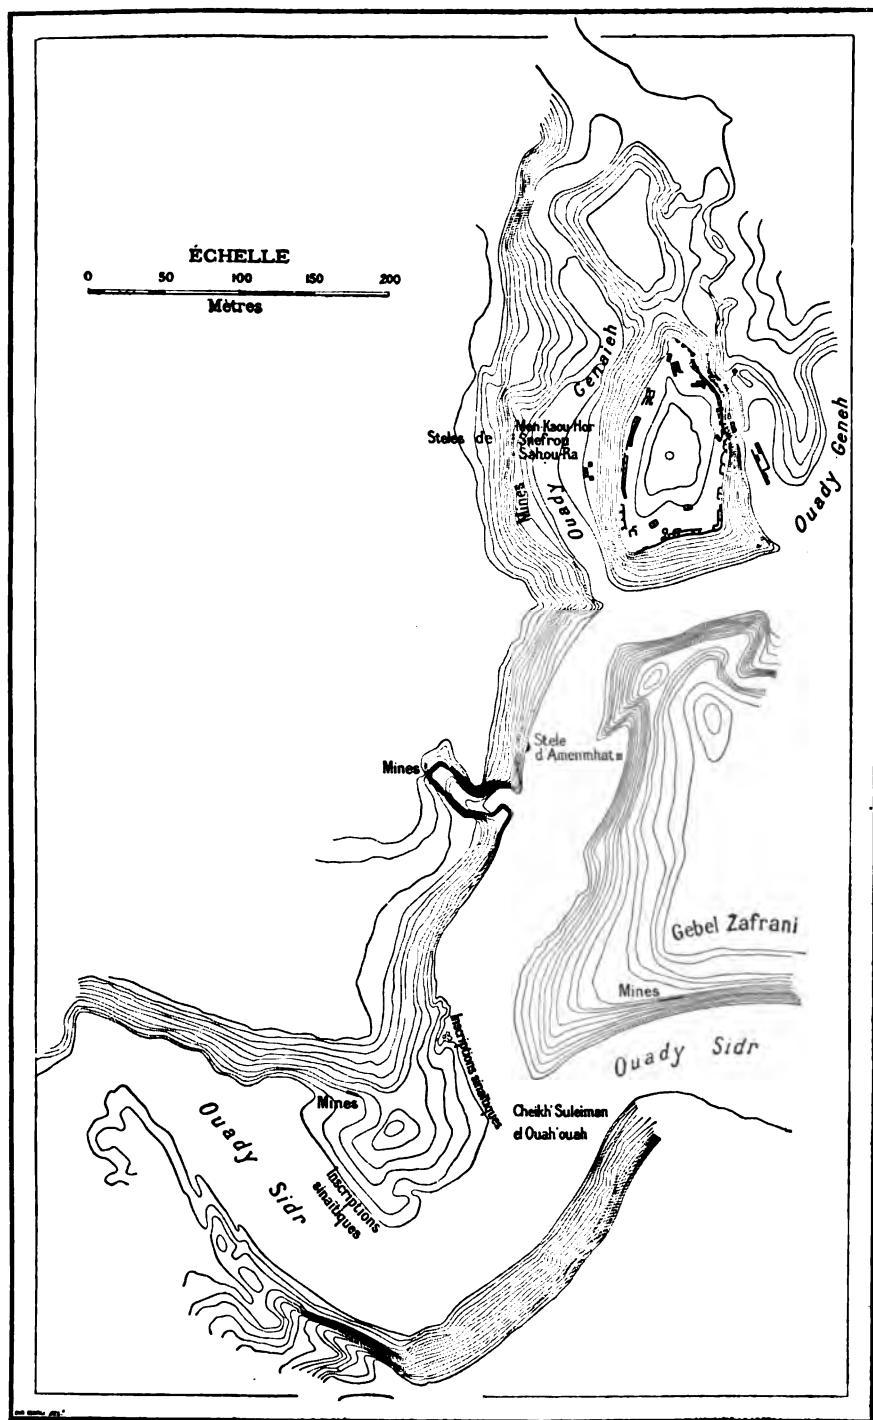 ÉCHELLE
0 50 100 150 200
Mètres
Genaieh
Steles de
Men-Kaou-Hor
Snefrou
Sahou-Ra
Mines
Ouady
Ouady Geneh
Stele
d Amenmhat III
Mines
Gebel Zafrani
Mines
Ouady Sidr
Inscriptions sinaïtiques
Mines
Cheikh Suleiman
el Ouah'ouah
Ouady Sidr
Inscriptions
sinaïtiques